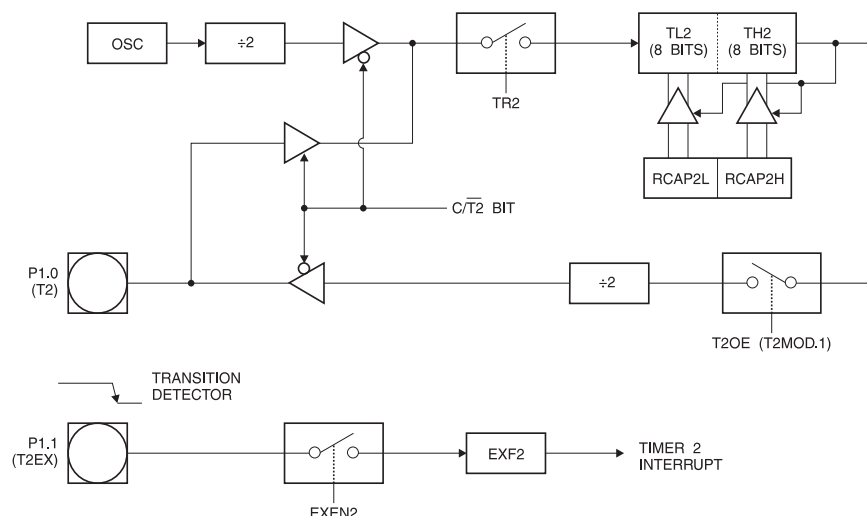 OSC
÷2
TR2
TL2
(8 BITS)
TH2
(8 BITS)
RCAP2L
RCAP2H
C/T2 BIT
P1.0
(T2)
÷2
T2OE (T2MOD.1)
TRANSITION
DETECTOR
P1.1
(T2EX)
EXF2
TIMER 2
INTERRUPT
EXEN2